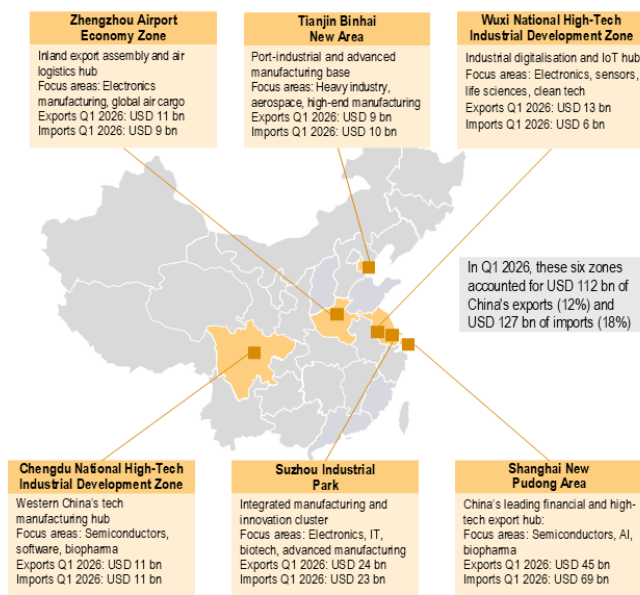 Zhengzhou Airport
Economy Zone
Inland export assembly and air
logistics hub
Focus areas: Electronics
manufacturing, global air cargo
Exports Q1 2026: USD 11 bn
Imports Q1 2026: USD 9 bn
Tianjin Binhai
New Area
Port-industrial and advanced
manufacturing base
Focus areas: Heavy industry,
aerospace, high-end manufacturing
Exports Q1 2026: USD 9 bn
Imports Q1 2026: USD 10 bn
Wuxi National High-Tech
Industrial Development Zone
Industrial digitalisation and IoT hub
Focus areas: Electronics, sensors,
life sciences, clean tech
Exports Q1 2026: USD 13 bn
Imports Q1 2026: USD 6 bn
In Q1 2026, these six zones
accounted for USD 112 bn of
China's exports (12%) and
USD 127 bn of imports (18%)
Chengdu National High-Tech
Industrial Development Zone
Western China's tech
manufacturing hub
Focus areas: Semiconductors,
software, biopharma
Exports Q1 2026: USD 11 bn
Imports Q1 2026: USD 11 bn
Suzhou Industrial
Park
Integrated manufacturing and
innovation cluster
Focus areas: Electronics, IT,
biotech, advanced manufacturing
Exports Q1 2026: USD 24 bn
Imports Q1 2026: USD 23 bn
Shanghai New
Pudong Area
China's leading financial and high-
tech export hub:
Focus areas: Semiconductors, AI,
biopharma
Exports Q1 2026: USD 45 bn
Imports Q1 2026: USD 69 bn